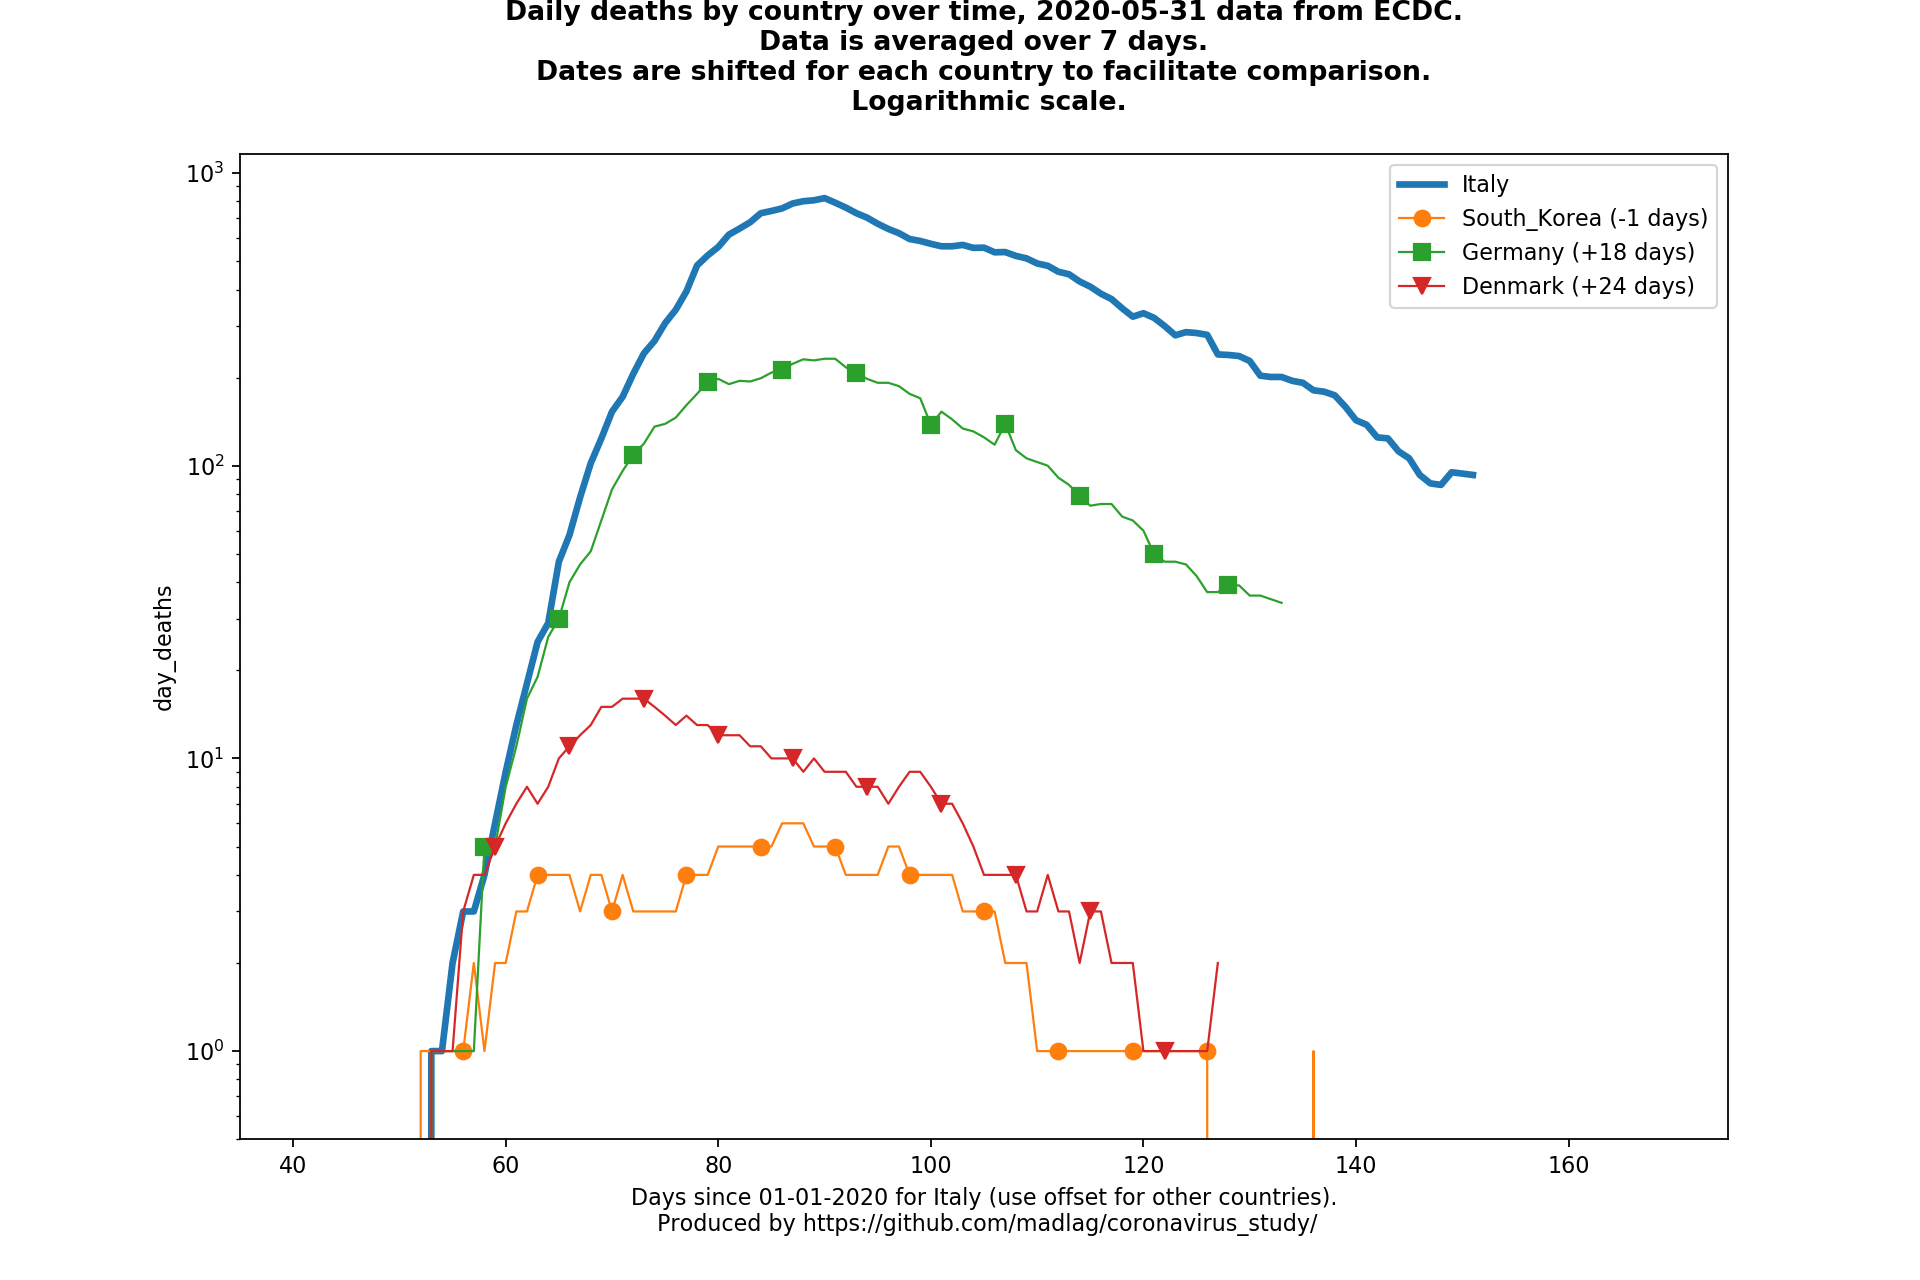 Daily deaths by country over time, 2020-05-31 data from ECDC.
Data is averaged over 7 days.
Dates are shifted for each country to facilitate comparison.
Logarithmic scale.
10³
10²
10¹
10⁰
day_deaths
Italy
South_Korea (-1 days)
Germany (+18 days)
Denmark (+24 days)
40 60 80 100 120 140 160
Days since 01-01-2020 for Italy (use offset for other countries).
Produced by https://github.com/madlag/coronavirus_study/